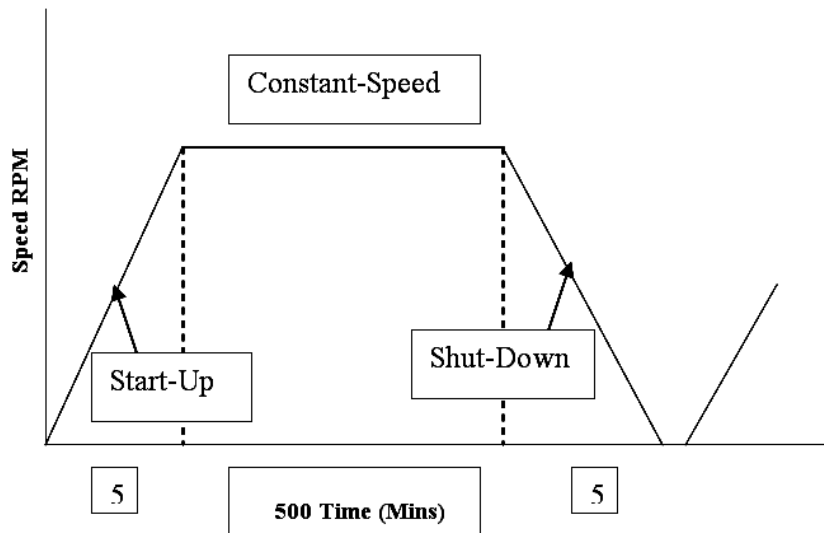 Constant-Speed
Speed RPM
Start-Up
Shut-Down
5
500 Time (Mins)
5